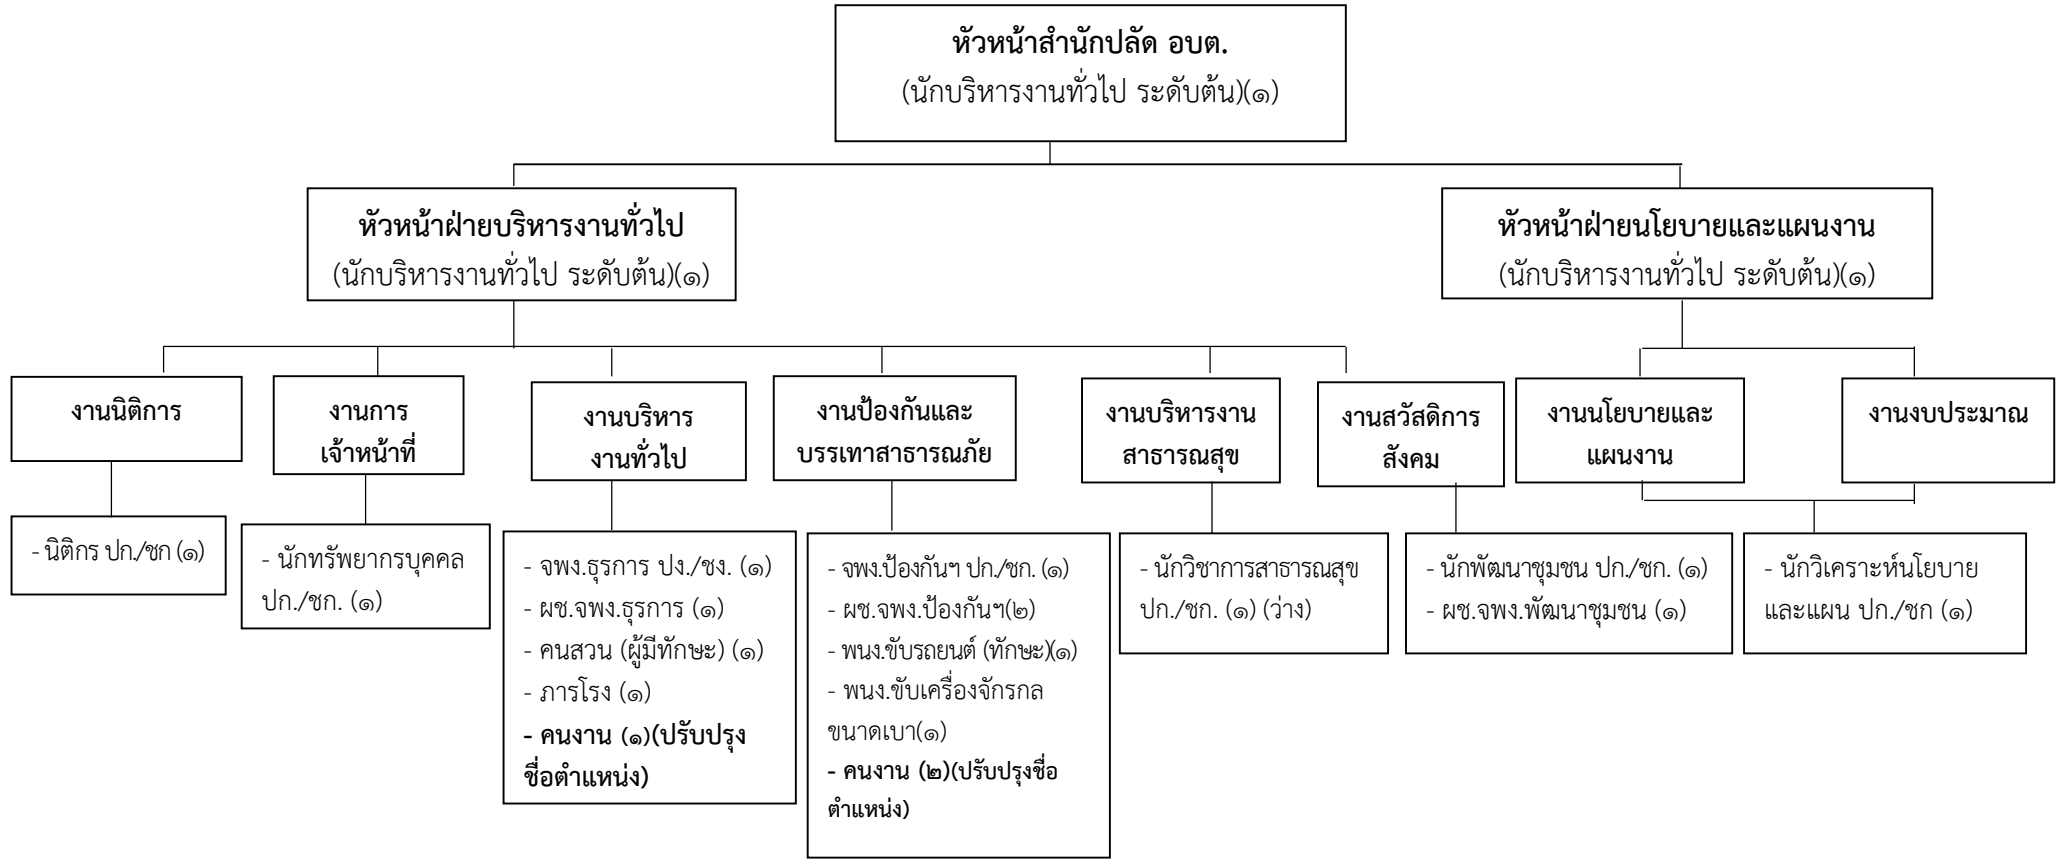 หัวหน้าสำนักปลัด อบต.
(นักบริหารงานทั่วไป ระดับต้น)(๑)
หัวหน้าฝ่ายบริหารงานทั่วไป
(นักบริหารงานทั่วไป ระดับต้น)(๑)
หัวหน้าฝ่ายนโยบายและแผนงาน
(นักบริหารงานทั่วไป ระดับต้น)(๑)
งานนิติการ
งานการ
เจ้าหน้าที่
งานบริหาร
งานทั่วไป
งานป้องกันและ
บรรเทาสาธารณภัย
งานบริหารงาน
สาธารณสุข
งานสวัสดิการ
สังคม
งานนโยบายและ
แผนงาน
งานงบประมาณ
- นิติกร ปก./ชก (๑)
- นักทรัพยากรบุคคล
ปก./ชก. (๑)
- จพง.ธุรการ ปง./ชง. (๑)
- ผช.จพง.ธุรการ (๑)
- คนสวน (ผู้มีทักษะ) (๑)
- ภารโรง (๑)
- คนงาน (๑)(ปรับปรุง
ชื่อตำแหน่ง)
- จพง.ป้องกันฯ ปก./ชก. (๑)
- ผช.จพง.ป้องกันฯ(๒)
- พนง.ขับรถยนต์ (ทักษะ)(๑)
- พนง.ขับเครื่องจักรกล
ขนาดเบา(๑)
- คนงาน (๒)(ปรับปรุงชื่อ
ตำแหน่ง)
- นักวิชาการสาธารณสุข
ปก./ชก. (๑) (ว่าง)
- นักพัฒนาชุมชน ปก./ชก. (๑)
- ผช.จพง.พัฒนาชุมชน (๑)
- นักวิเคราะห์นโยบาย
และแผน ปก./ชก (๑)